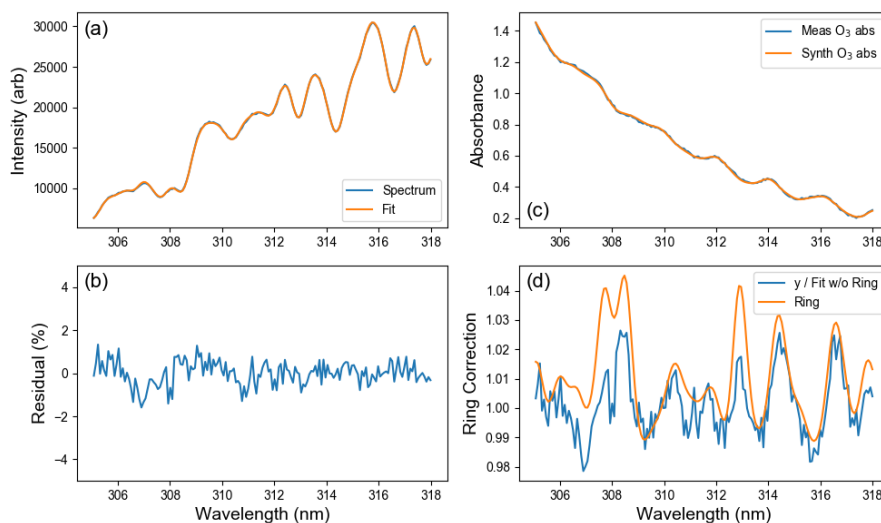 (a)
Intensity (arb)
30000
25000
20000
15000
10000
Spectrum
Fit
306 308 310 312 314 316 318
(c)
Absorbance
1.4
1.2
1.0
0.8
0.6
0.4
0.2
Meas O₃ abs
Synth O₃ abs
306 308 310 312 314 316 318
(b)
Residual (%)
4
2
0
−2
−4
306 308 310 312 314 316 318
Wavelength (nm)
(d)
Ring Correction
1.04
1.03
1.02
1.01
1.00
0.99
0.98
y / Fit w/o Ring
Ring
306 308 310 312 314 316 318
Wavelength (nm)